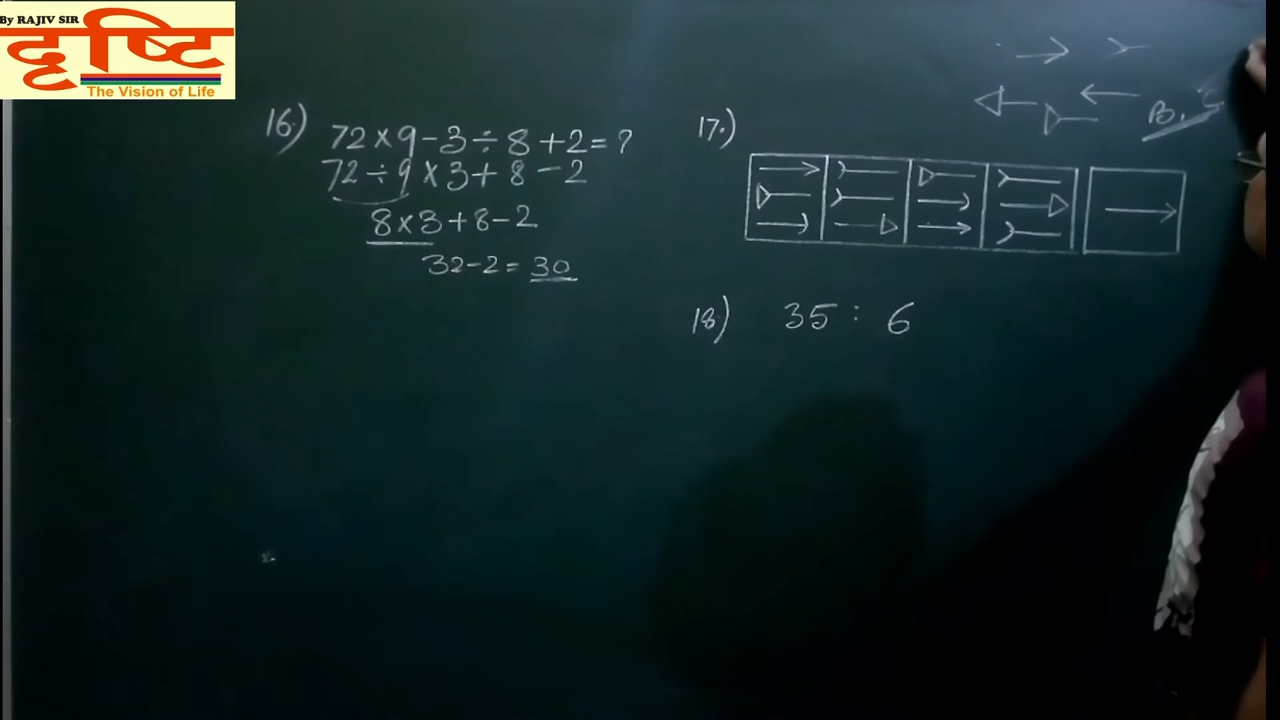 By RAJIV SIR
दृष्टि
The Vision of Life
16.) 72 × 9 - 3 ÷ 8 + 2 = ?
72 ÷ 9 × 3 + 8 - 2
8 × 3 + 8 - 2
32 - 2 = 30
B,
17.)
18.) 35 : 6